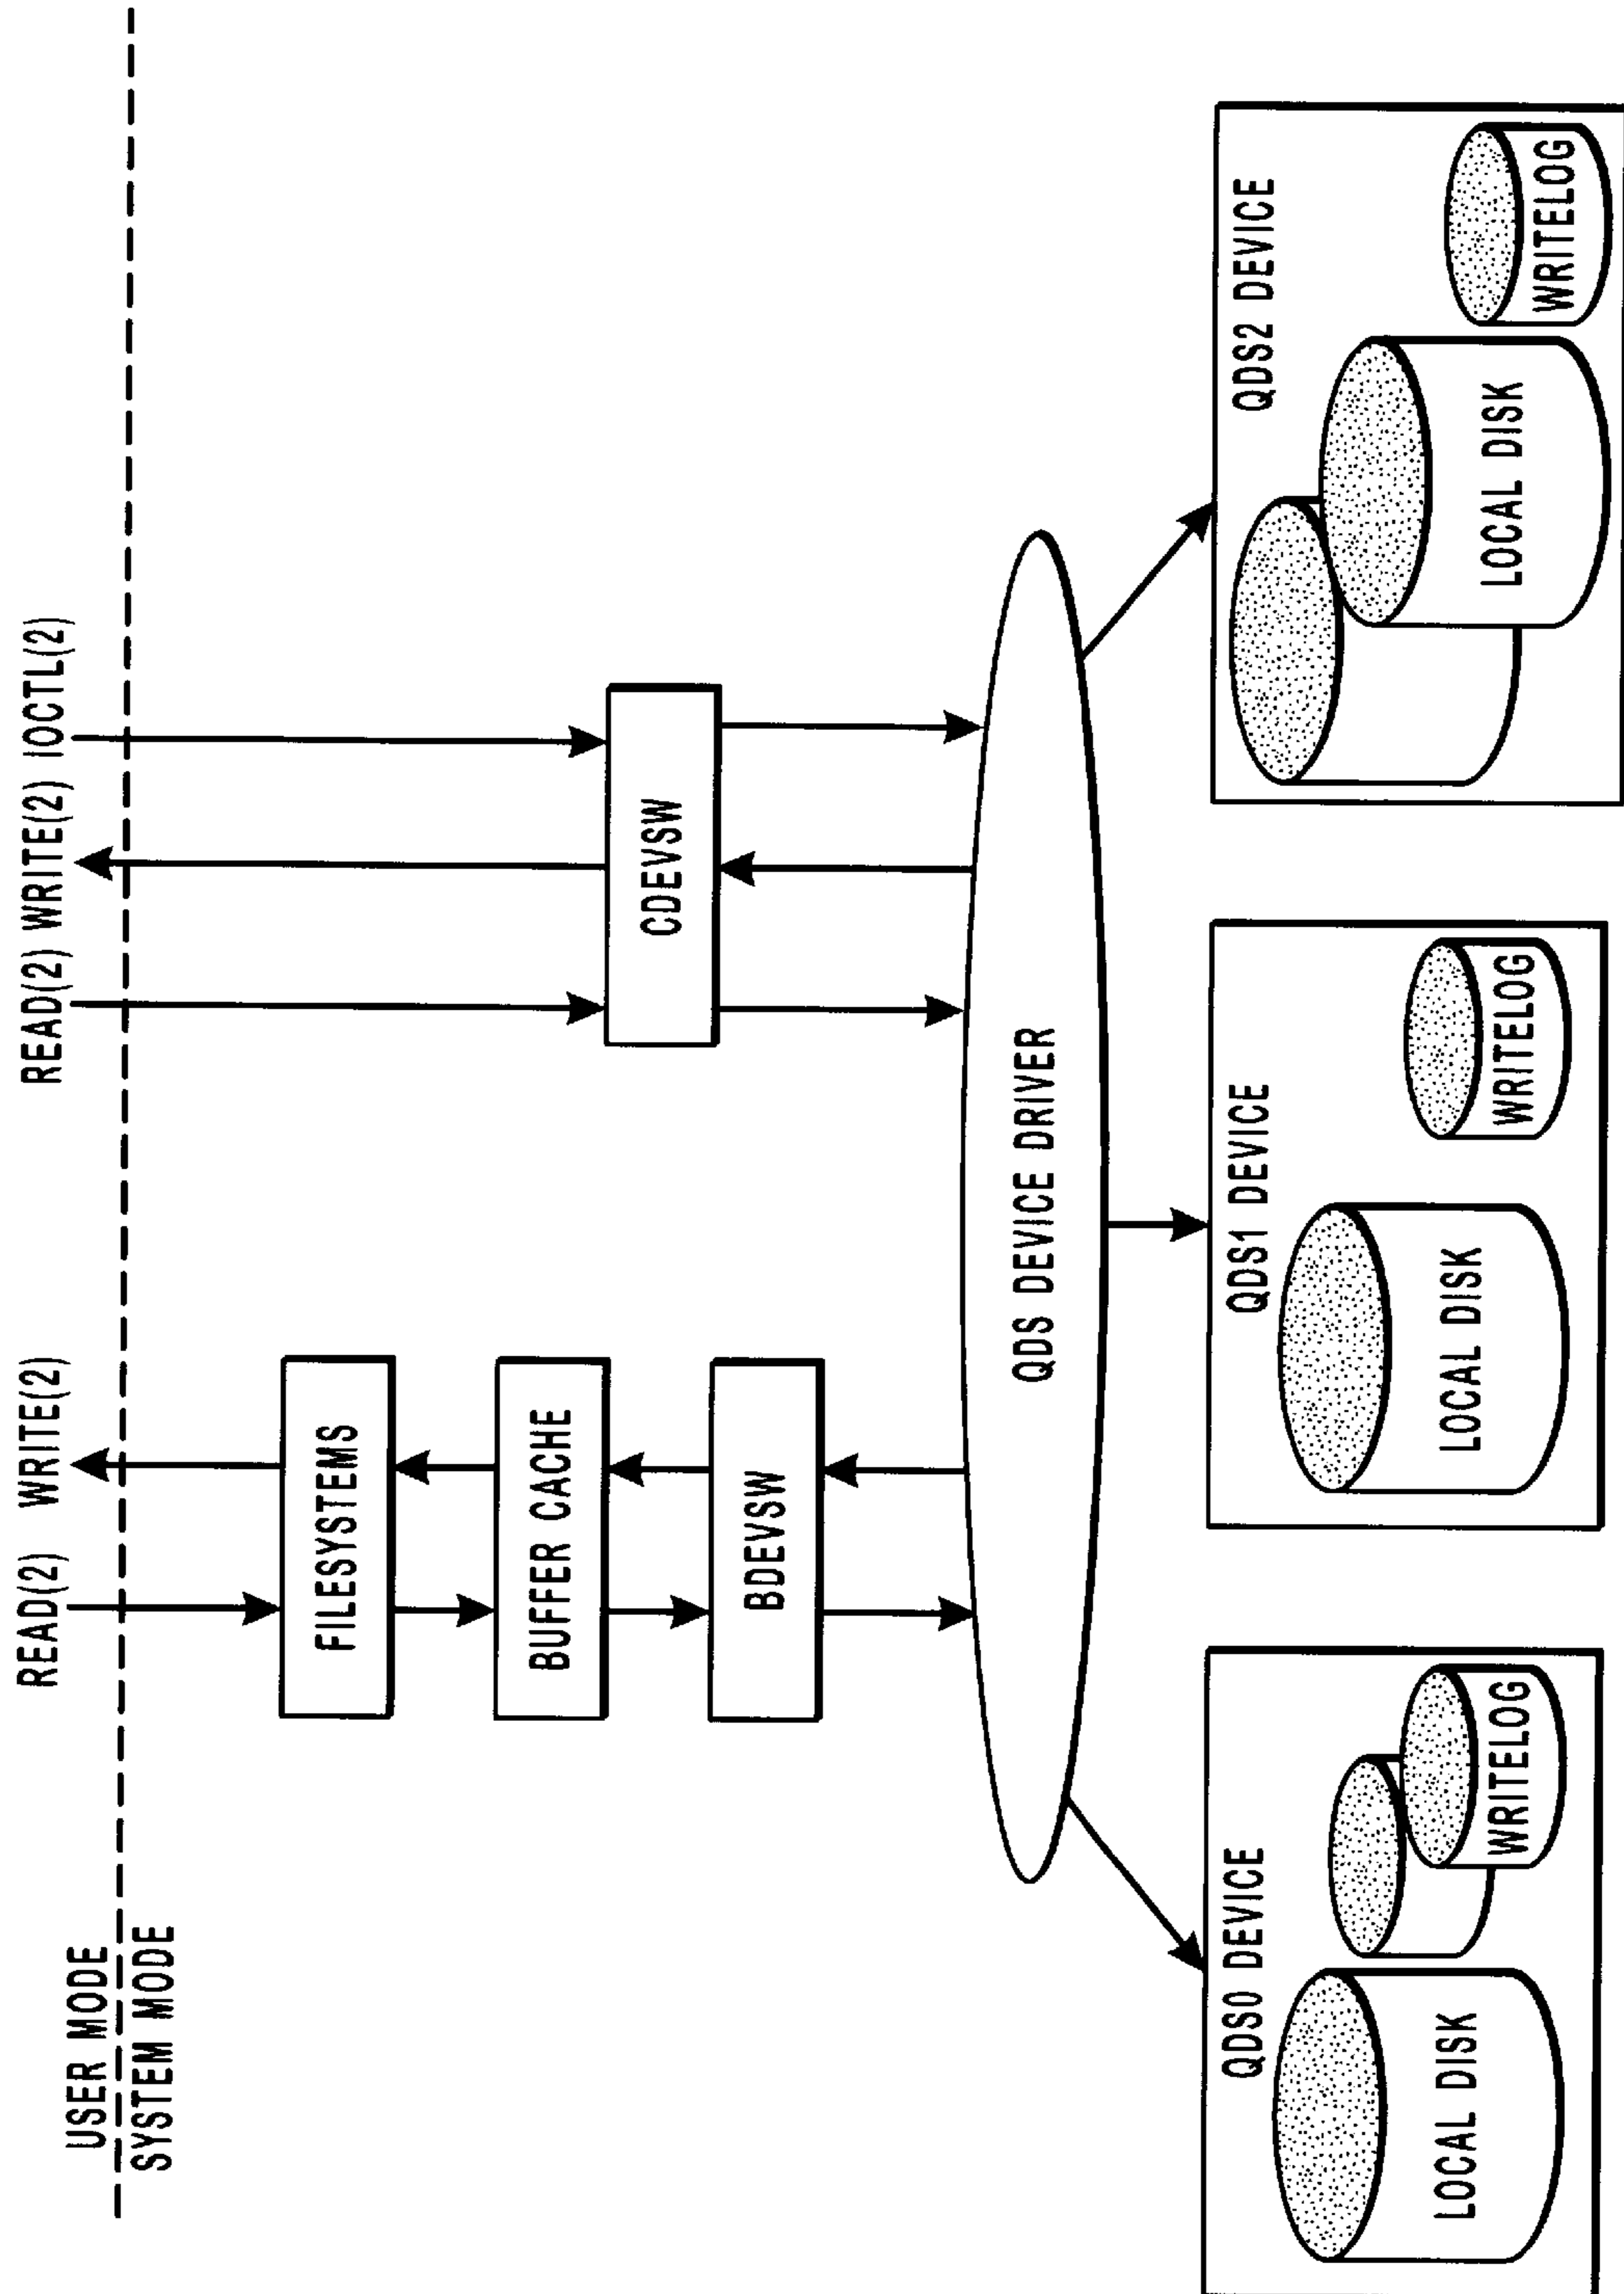 USER MODE
SYSTEM MODE
READ(2) WRITE(2)
READ(2) WRITE(2) IOCTL(2)
FILESYSTEMS
BUFFER CACHE
BDEVSW
CDEVSW
QDS DEVICE DRIVER
QDS0 DEVICE
LOCAL DISK
WRITELOG
QDS1 DEVICE
LOCAL DISK
WRITELOG
QDS2 DEVICE
LOCAL DISK
WRITELOG